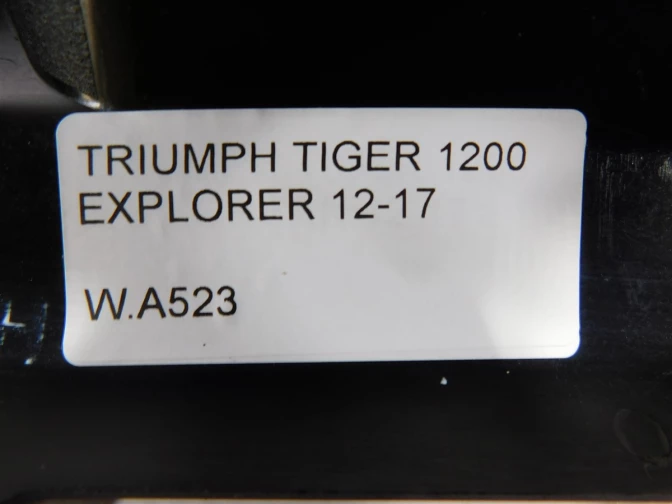 TRIUMPH TIGER 1200
EXPLORER 12-17
W.A523